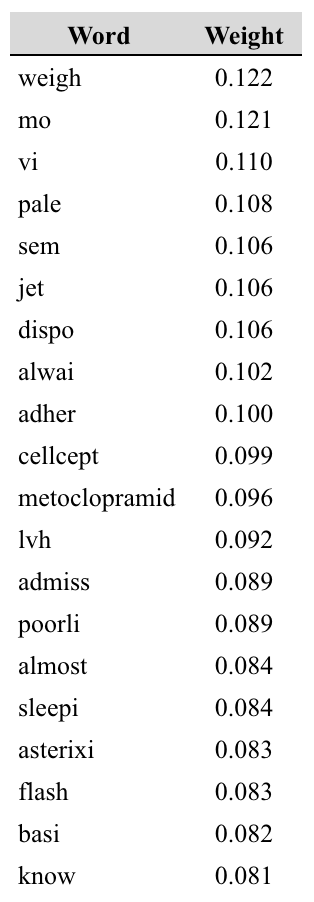 Word Weight
weigh 0.122
mo 0.121
vi 0.110
pale 0.108
sem 0.106
jet 0.106
dispo 0.106
alwai 0.102
adher 0.100
cellcept 0.099
metoclopramid 0.096
lvh 0.092
admiss 0.089
poorli 0.089
almost 0.084
sleepi 0.084
asterixi 0.083
flash 0.083
basi 0.082
know 0.081